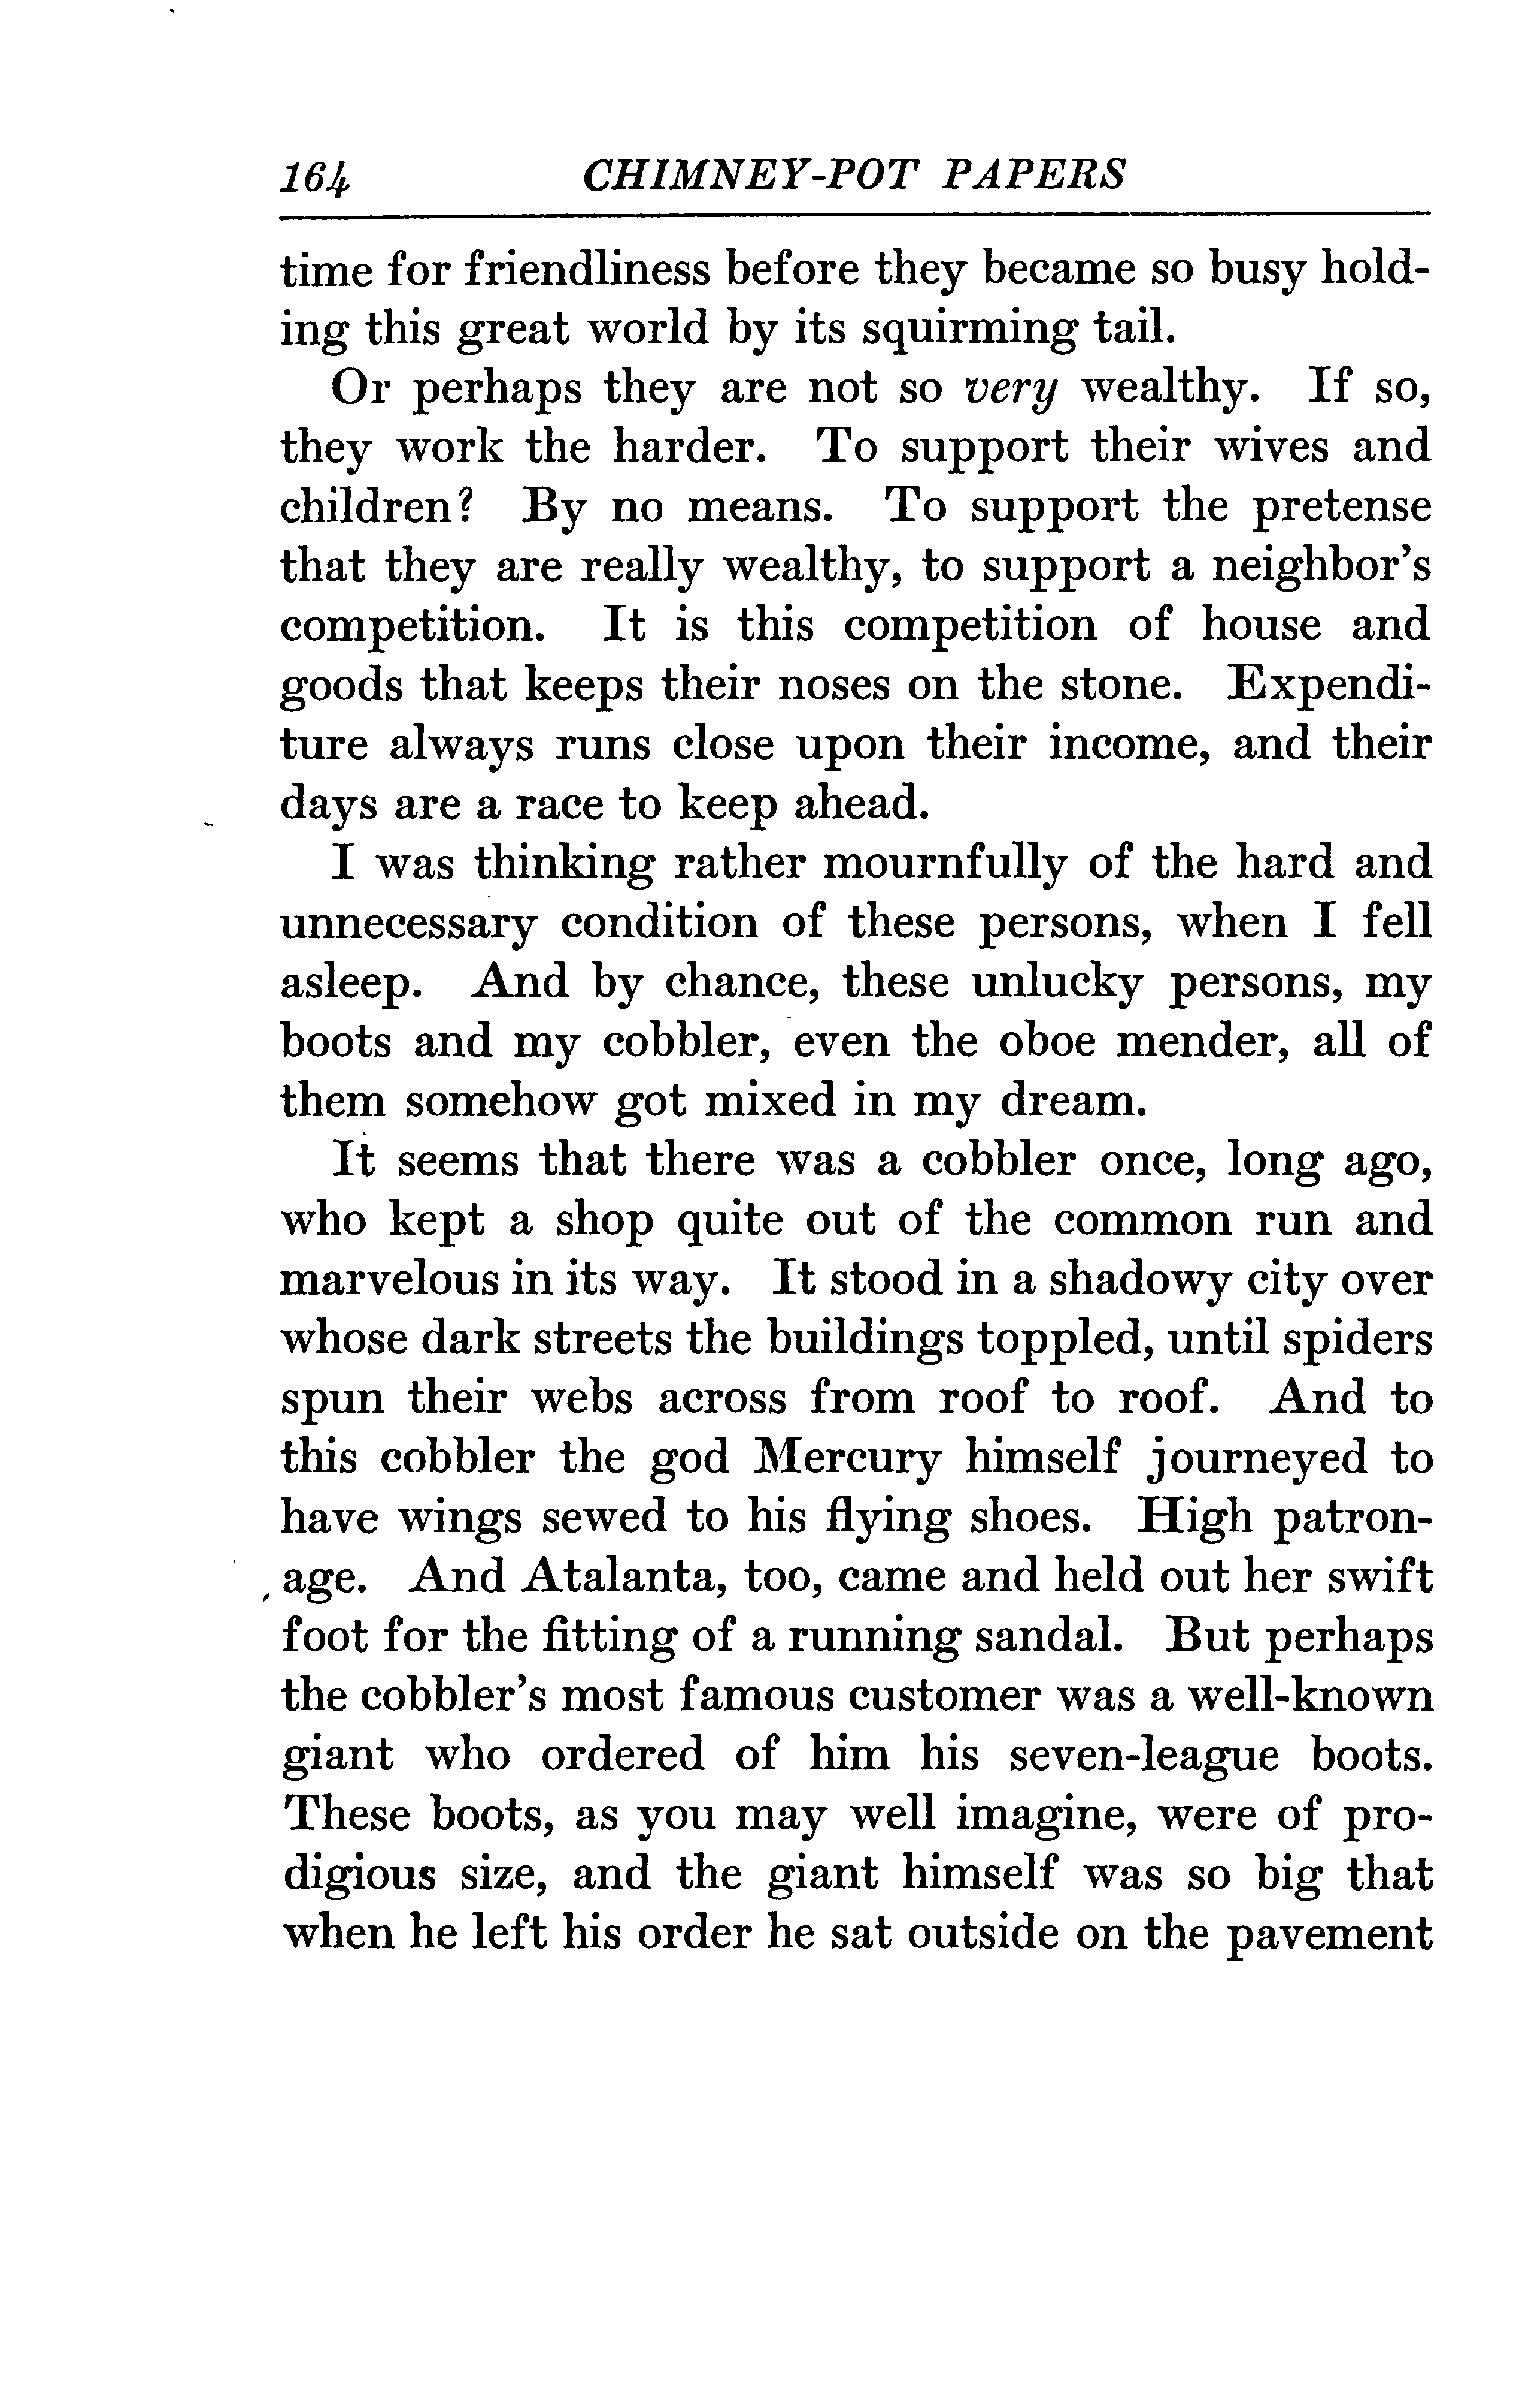 164 CHIMNEY-POT PAPERS
time for friendliness before they became so busy hold-
ing this great world by its squirming tail.
Or perhaps they are not so very wealthy. If so,
they work the harder. To support their wives and
children? By no means. To support the pretense
that they are really wealthy, to support a neighbor's
competition. It is this competition of house and
goods that keeps their noses on the stone. Expendi-
ture always runs close upon their income, and their
days are a race to keep ahead.
I was thinking rather mournfully of the hard and
unnecessary condition of these persons, when I fell
asleep. And by chance, these unlucky persons, my
boots and my cobbler, even the oboe mender, all of
them somehow got mixed in my dream.
It seems that there was a cobbler once, long ago,
who kept a shop quite out of the common run and
marvelous in its way. It stood in a shadowy city over
whose dark streets the buildings toppled, until spiders
spun their webs across from roof to roof. And to
this cobbler the god Mercury himself journeyed to
have wings sewed to his flying shoes. High patron-
age. And Atalanta, too, came and held out her swift
foot for the fitting of a running sandal. But perhaps
the cobbler's most famous customer was a well-known
giant who ordered of him his seven-league boots.
These boots, as you may well imagine, were of pro-
digious size, and the giant himself was so big that
when he left his order he sat outside on the pavement